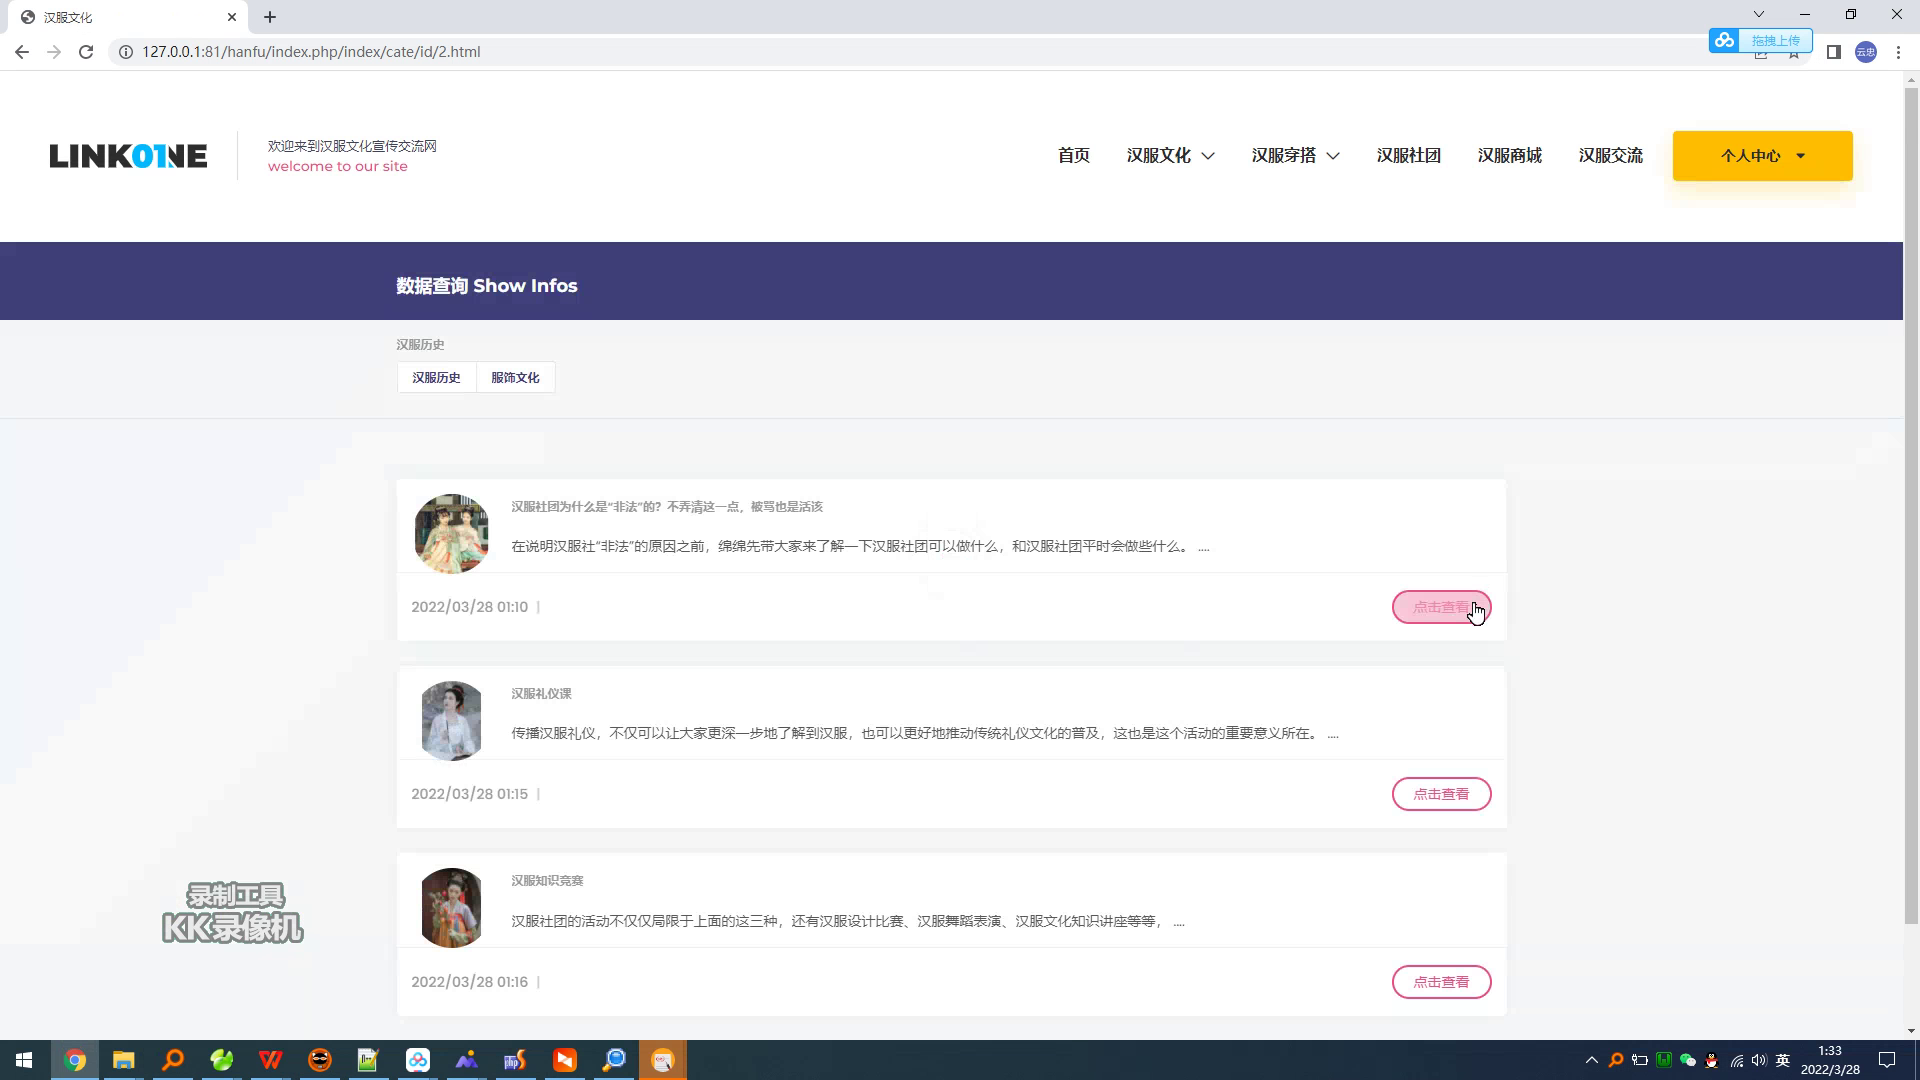 汉服文化
127.0.0.1:81/hanfu/index.php/index/cate/id/2.html
拖拽上传
云忠
LINKONE
欢迎来到汉服文化宣传交流网
welcome to our site
首页
汉服文化
汉服穿搭
汉服社团
汉服商城
汉服交流
个人中心
数据查询 Show Infos
汉服历史
汉服历史
服饰文化
汉服社团为什么是“非法”的？不弄清这一点，被骂也是活该
在说明汉服社“非法”的原因之前，绵绵先带大家来了解一下汉服社团可以做什么，和汉服社团平时会做些什么。 ....
2022/03/28 01:10 |
点击查看
汉服礼仪课
传播汉服礼仪，不仅可以让大家更深一步地了解到汉服，也可以更好地推动传统礼仪文化的普及，这也是这个活动的重要意义所在。 ....
2022/03/28 01:15 |
点击查看
汉服知识竞赛
汉服社团的活动不仅仅局限于上面的这三种，还有汉服设计比赛、汉服舞蹈表演、汉服文化知识讲座等等， ....
2022/03/28 01:16 |
点击查看
录制工具
KK录像机
英
1:33
2022/3/28